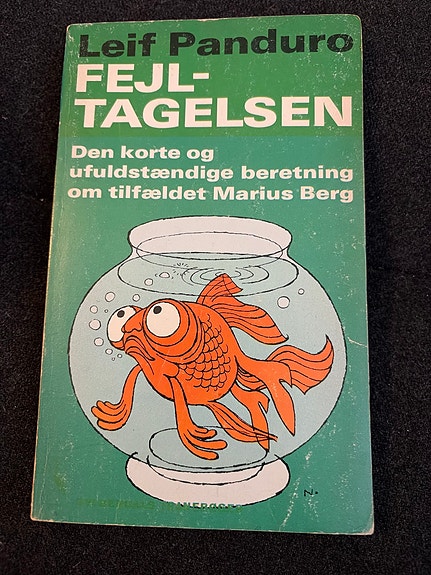 Leif Panduro
FEJL-
TAGELSEN
Den korte og
ufuldstændige beretning
om tilfældet Marius Berg